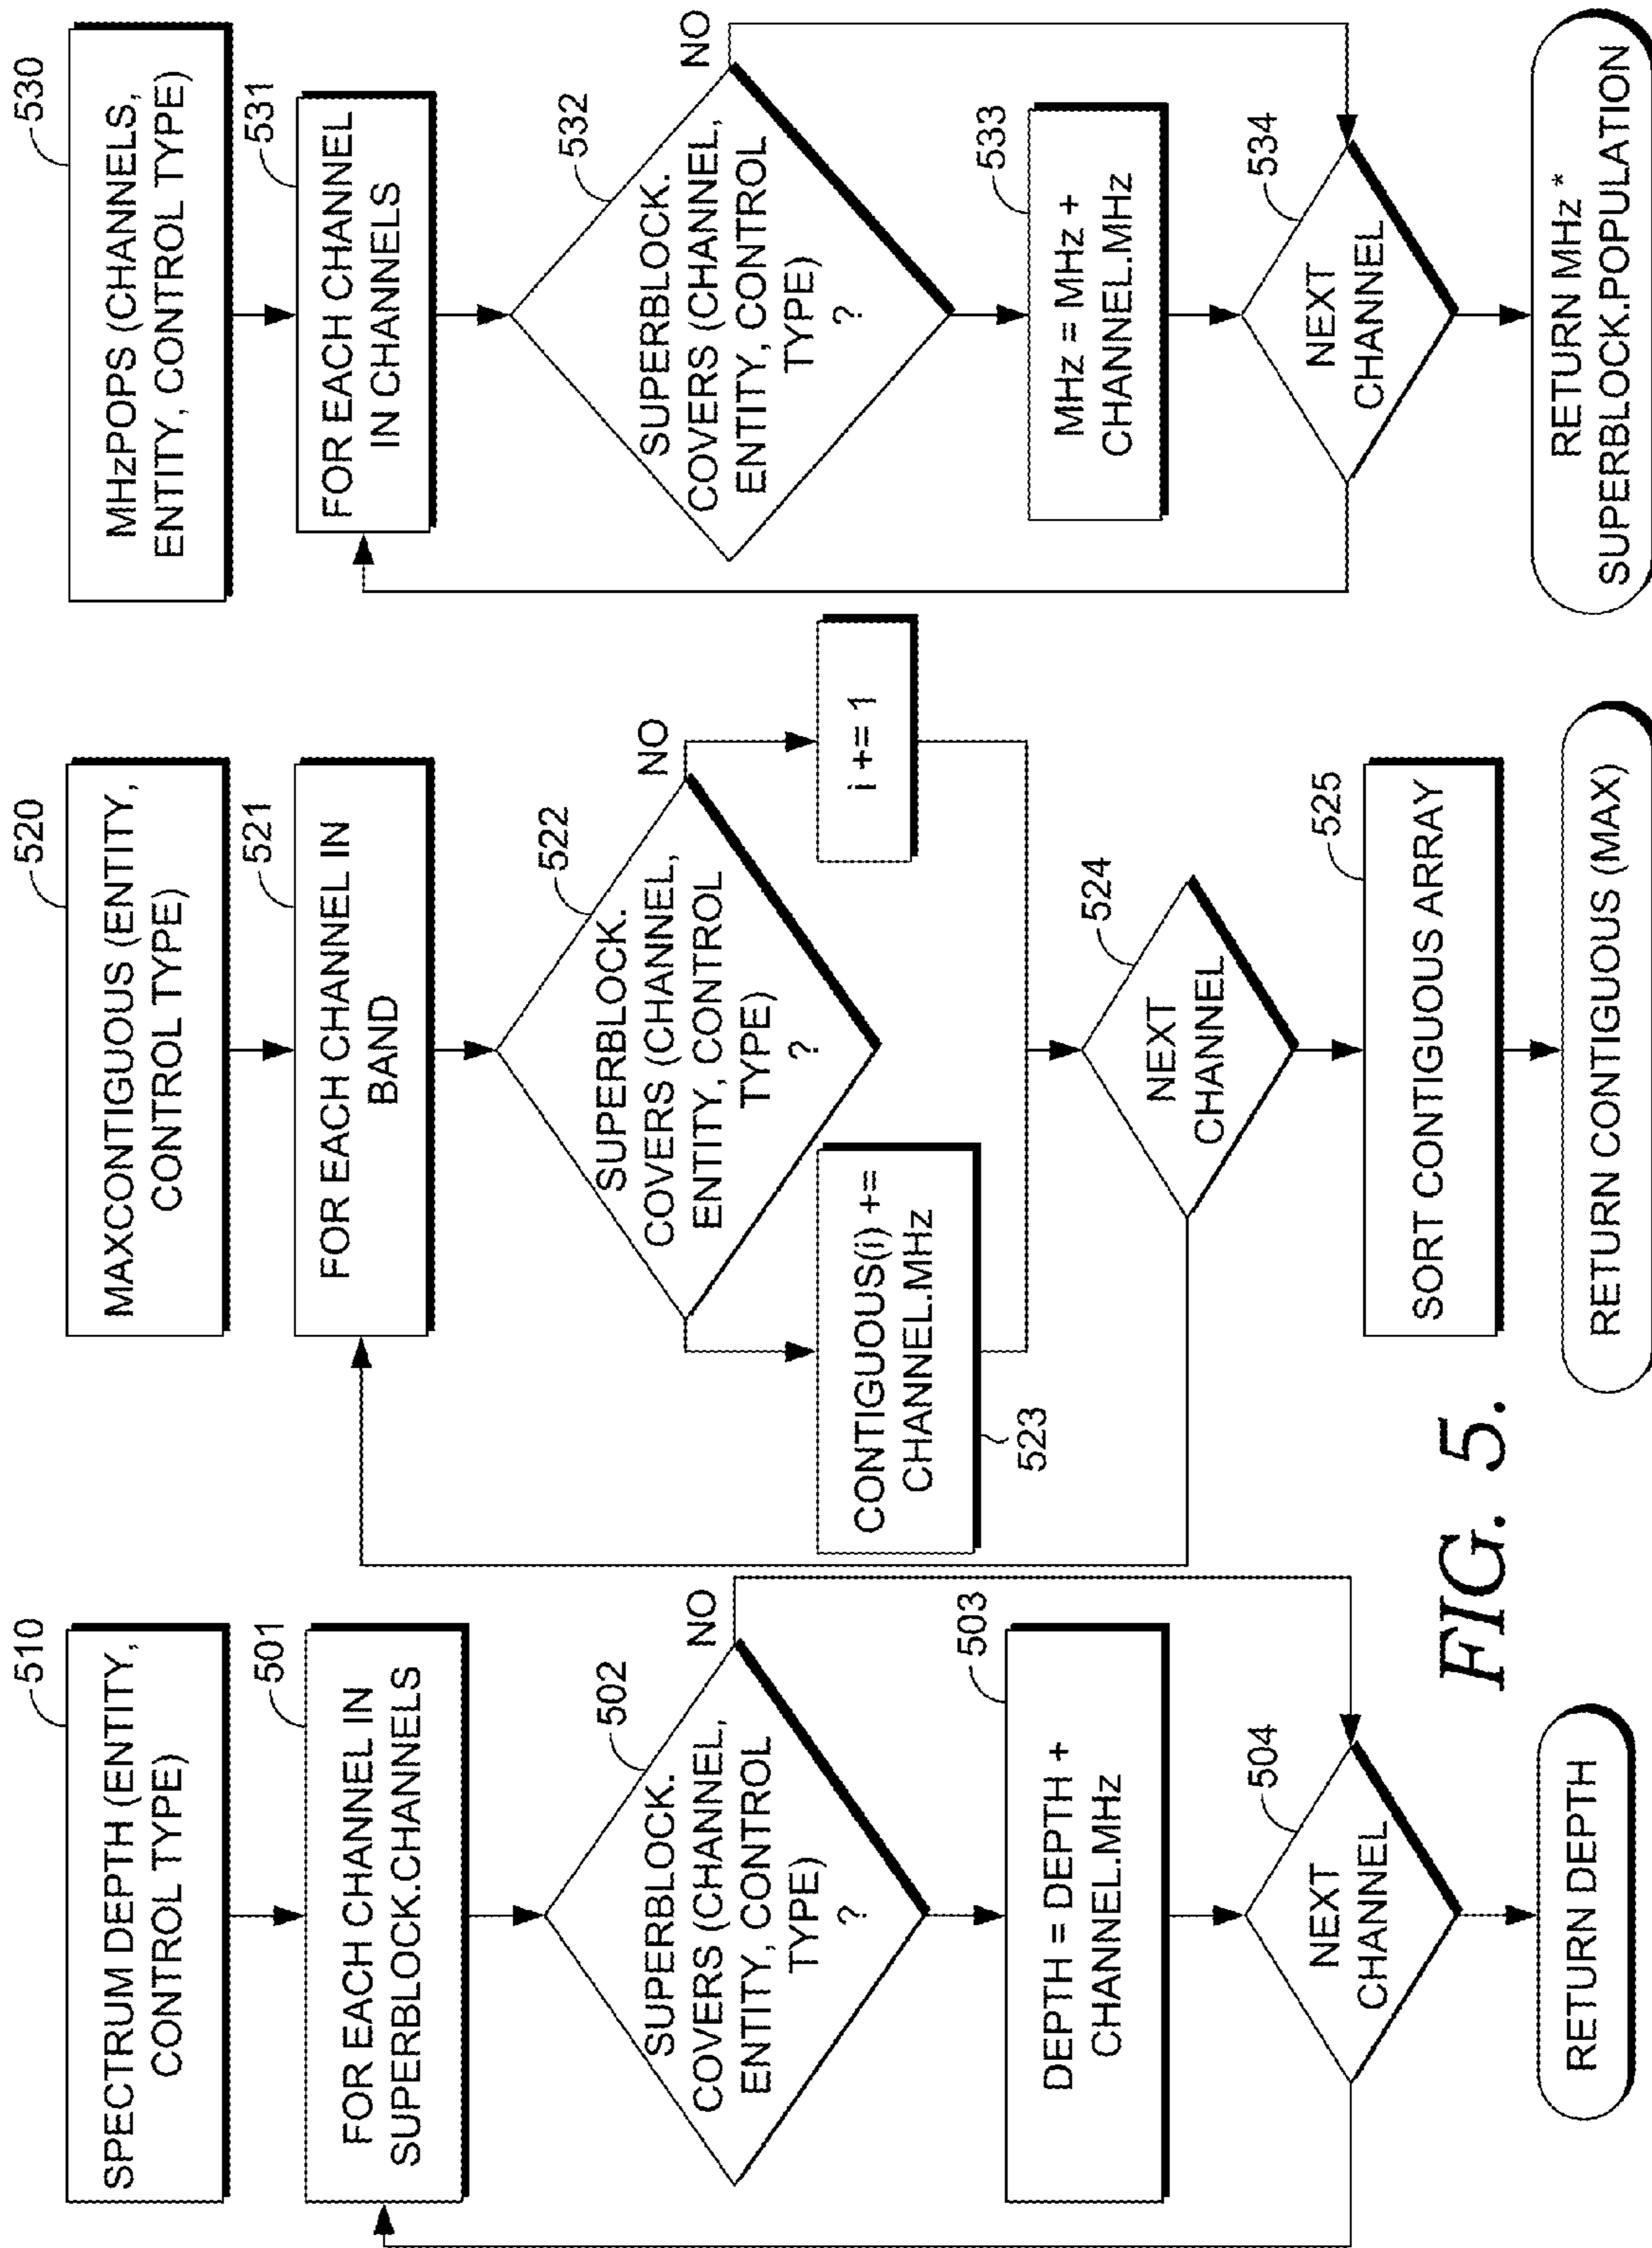 510
SPECTRUM DEPTH (ENTITY,
CONTROL TYPE)
501
FOR EACH CHANNEL IN
SUPERBLOCK.CHANNELS
502
SUPERBLOCK.
COVERS (CHANNEL,
ENTITY, CONTROL
TYPE)
?
NO
503
DEPTH = DEPTH +
CHANNEL.MHz
504
NEXT
CHANNEL
RETURN DEPTH
520
MAXCONTIGUOUS (ENTITY,
CONTROL TYPE)
521
FOR EACH CHANNEL IN
BAND
522
SUPERBLOCK.
COVERS (CHANNEL,
ENTITY, CONTROL
TYPE)
?
NO
CONTIGUOUS(i) +=
CHANNEL.MHz
523
i += 1
524
NEXT
CHANNEL
525
SORT CONTIGUOUS ARRAY
RETURN CONTIGUOUS (MAX)
530
MHzPOPS (CHANNELS,
ENTITY, CONTROL TYPE)
531
FOR EACH CHANNEL
IN CHANNELS
532
SUPERBLOCK.
COVERS (CHANNEL,
ENTITY, CONTROL
TYPE)
?
NO
533
MHz = MHz +
CHANNEL.MHz
534
NEXT
CHANNEL
RETURN MHz *
SUPERBLOCK.POPULATION
FIG. 5.